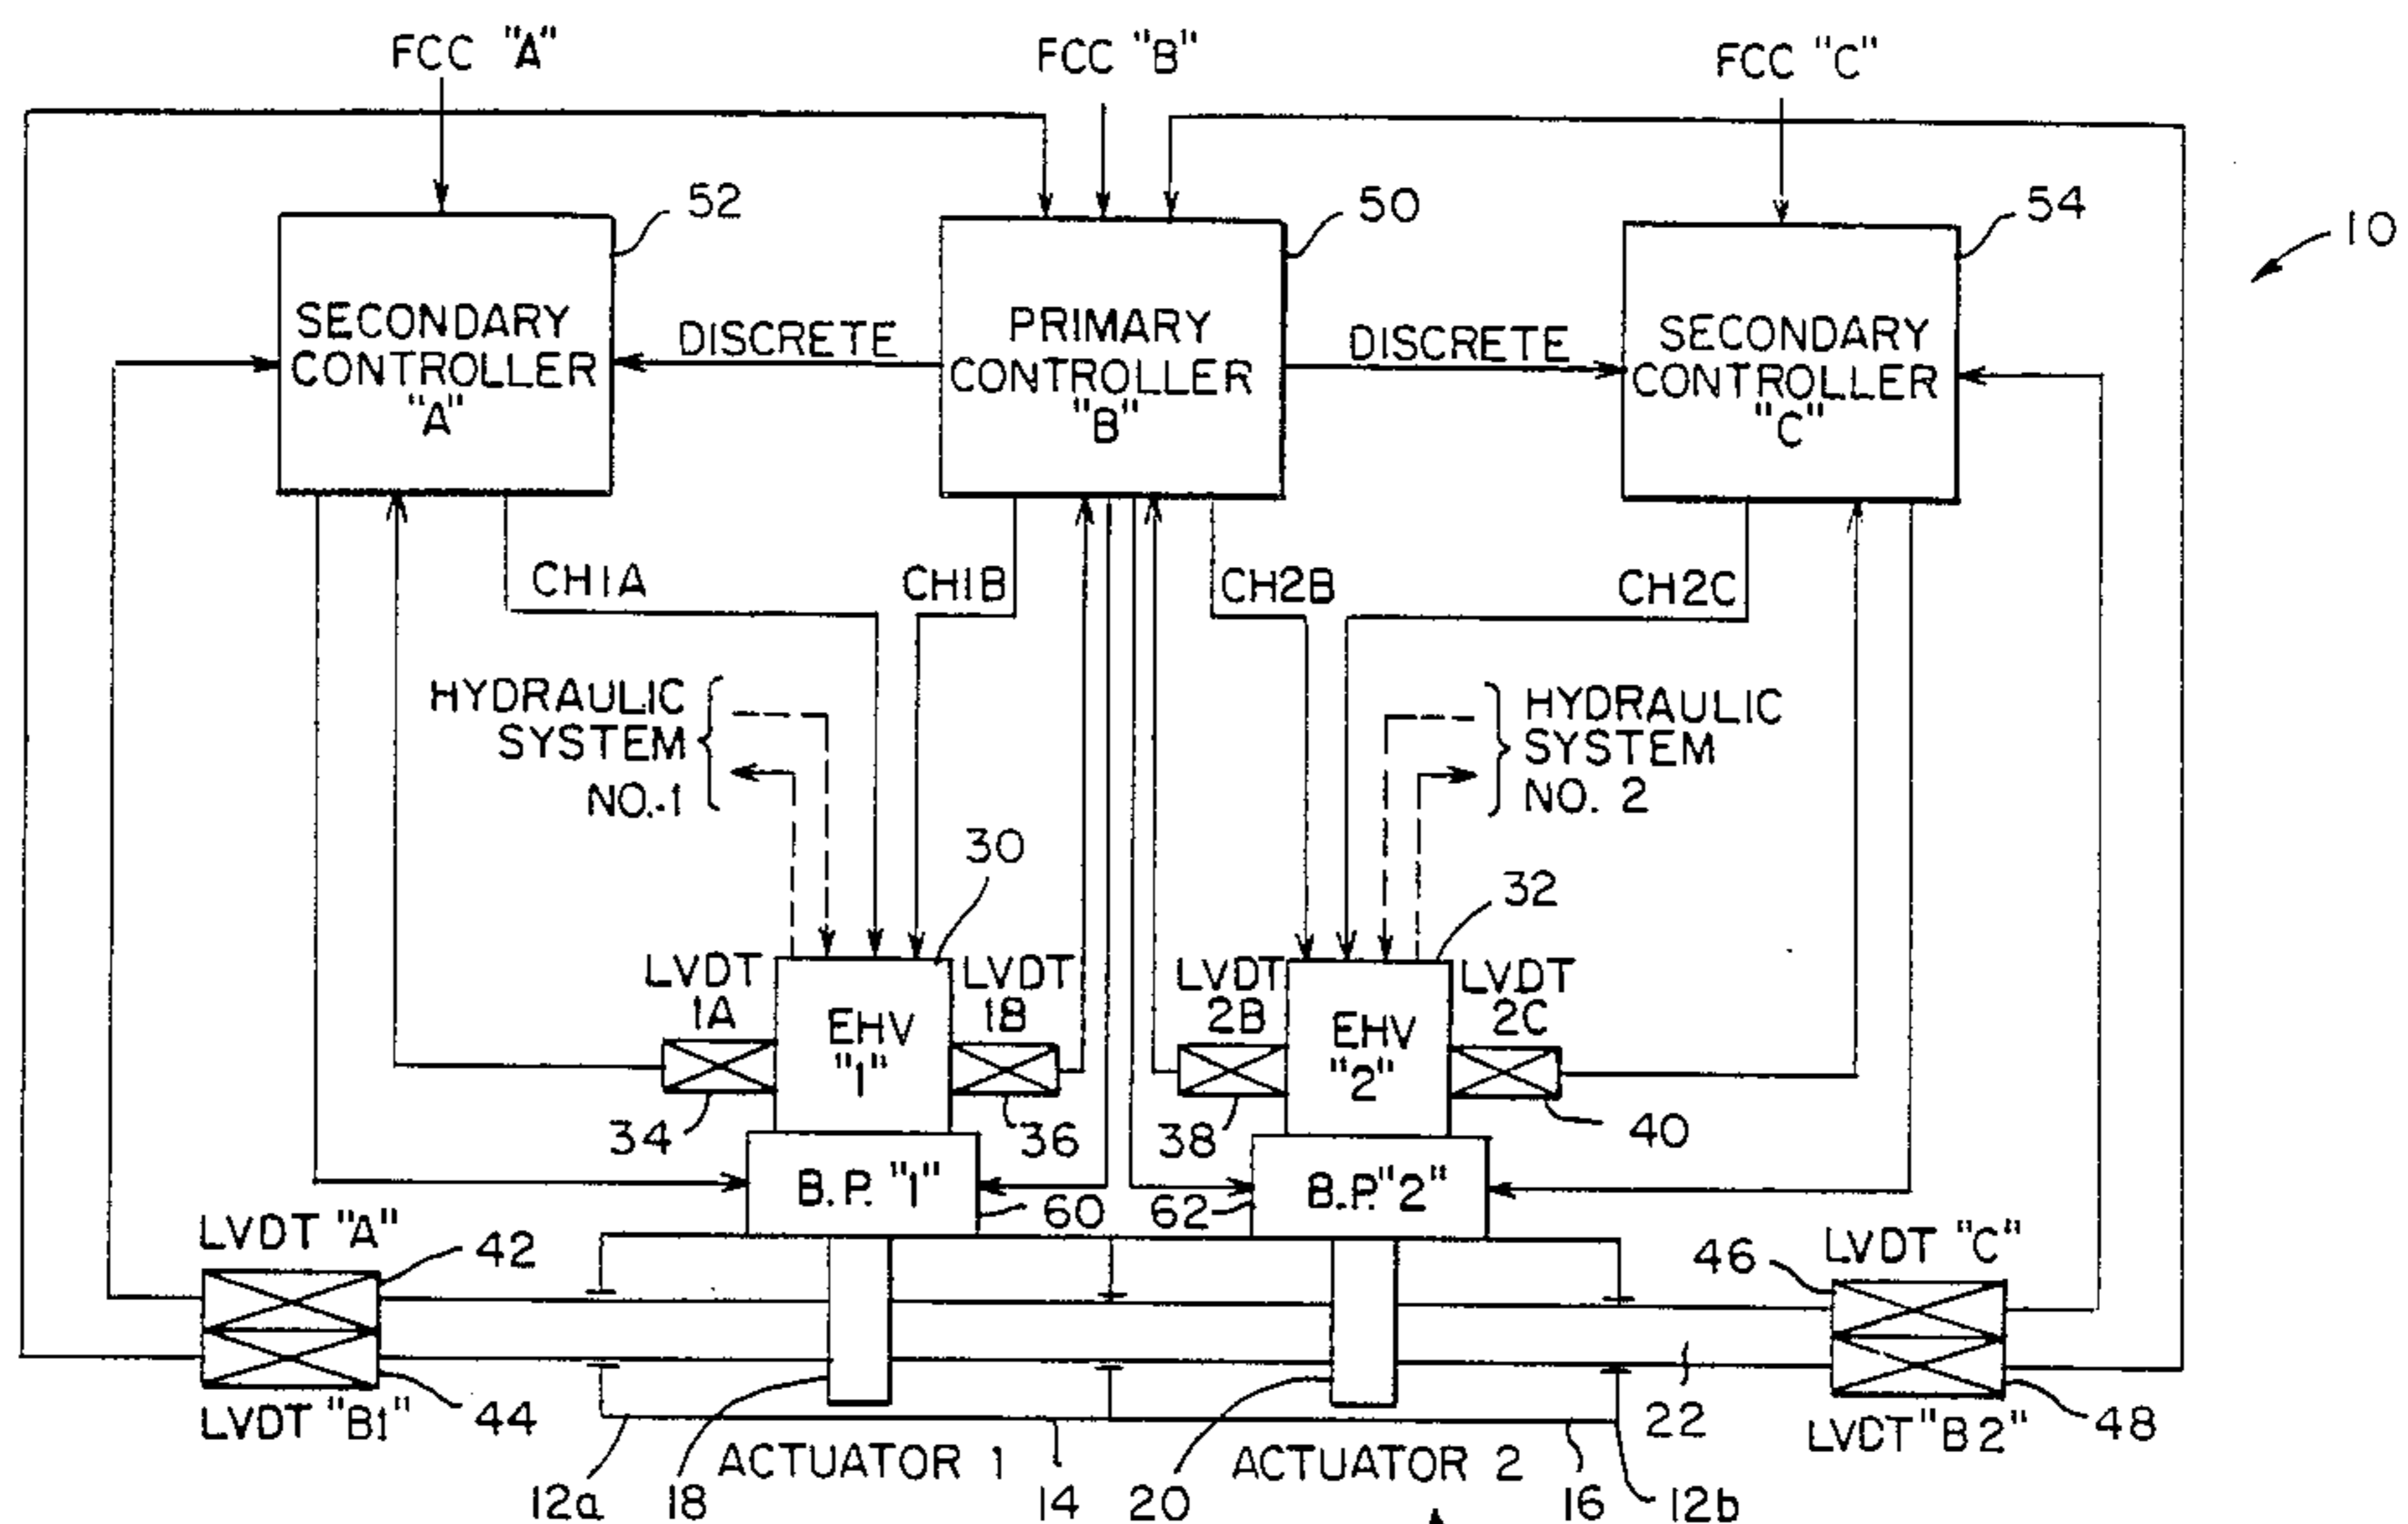 FCC "A"
FCC "B"
FCC "C"
52
50
54
10
SECONDARY
CONTROLLER
"A"
DISCRETE
PRIMARY
CONTROLLER
"B"
DISCRETE
SECONDARY
CONTROLLER
"C"
CH1A
CH1B
CH2B
CH2C
HYDRAULIC
SYSTEM
NO.-1
HYDRAULIC
SYSTEM
NO. 2
30
32
LVDT
1A
EHV
"1"
LVDT
1B
LVDT
2B
EHV
"2"
LVDT
2C
34
36
38
40
B.P. "1"
60
62
B.P. "2"
LVDT "A"
42
46
LVDT "C"
LVDT "B1"
44
22
LVDT "B2"
48
ACTUATOR 1
ACTUATOR 2
12a
18
14
20
16
12b